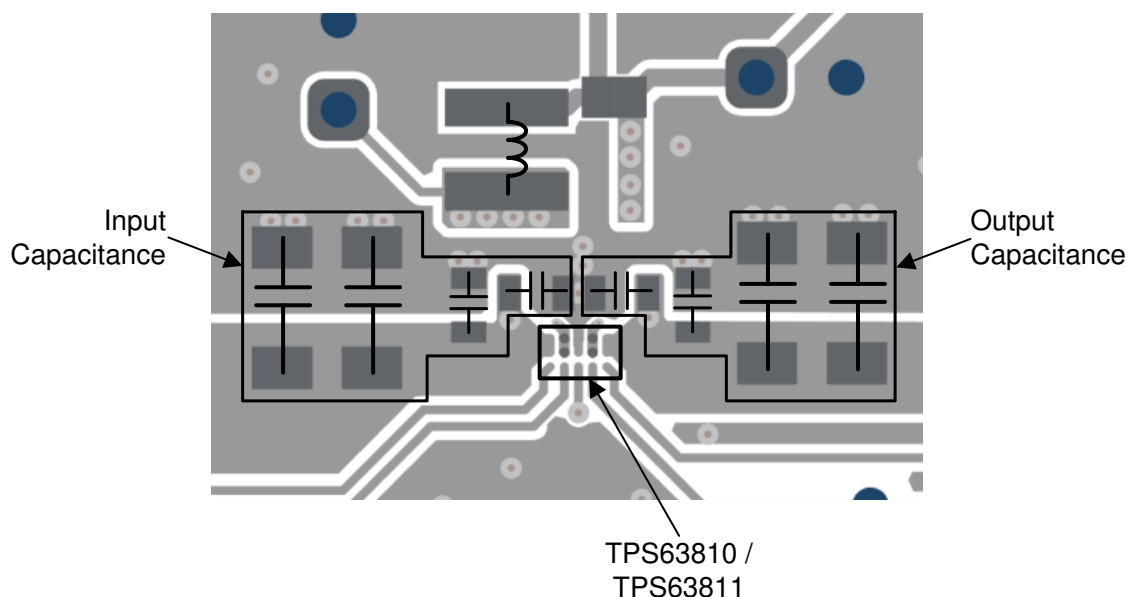 Input
Capacitance
Output
Capacitance
TPS63810 /
TPS63811